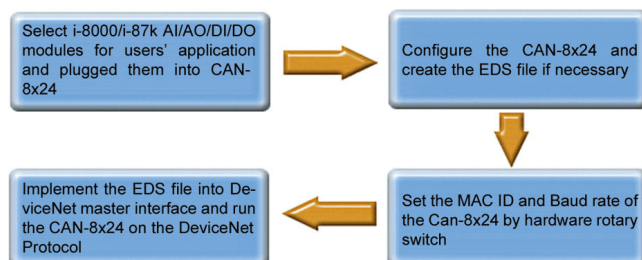 Select i-8000/i-87k AI/AO/DI/DO
modules for users' application
and plugged them into CAN-
8x24
Configure the CAN-8x24 and
create the EDS file if necessary
Set the MAC ID and Baud rate of
the Can-8x24 by hardware rotary
switch
Implement the EDS file into De-
viceNet master interface and run
the CAN-8x24 on the DeviceNet
Protocol